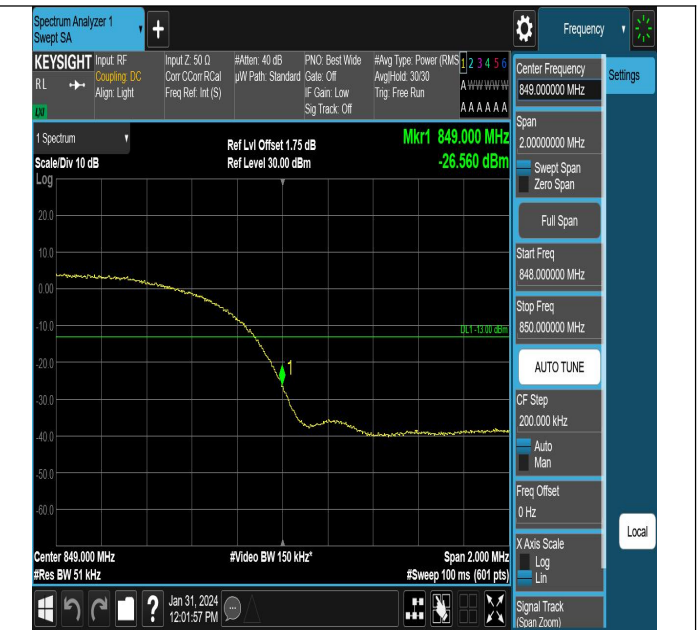 Spectrum Analyzer 1
Swept SA
Frequency
KEYSIGHT
RL
Input: RF
Coupling: DC
Align: Light
Input Z: 50 Ω
Corr CCorr RCal
Freq Ref: Int (S)
#Atten: 40 dB
µW Path: Standard
PNO: Best Wide
Gate: Off
IF Gain: Low
Sig Track: Off
#Avg Type: Power (RMS
Avg|Hold: 30/30
Trig: Free Run
1 2 3 4 5 6
A W W W W W
A A A A A A
1 Spectrum
Scale/Div 10 dB
Log
Ref Lvl Offset 1.75 dB
Ref Level 30.00 dBm
Mkr1 849.000 MHz
-26.560 dBm
20.0
10.0
0.00
-10.0
-20.0
-30.0
-40.0
-50.0
-60.0
DL1 -13.00 dBm
1
Center 849.000 MHz
#Res BW 51 kHz
#Video BW 150 kHz*
Span 2.000 MHz
#Sweep 100 ms (601 pts)
Jan 31, 2024
12:01:57 PM
Center Frequency
849.000000 MHz
Settings
Span
2.00000000 MHz
Swept Span
Zero Span
Full Span
Start Freq
848.000000 MHz
Stop Freq
850.000000 MHz
AUTO TUNE
CF Step
200.000 kHz
Auto
Man
Freq Offset
0 Hz
X Axis Scale
Log
Lin
Local
Signal Track
(Span Zoom)